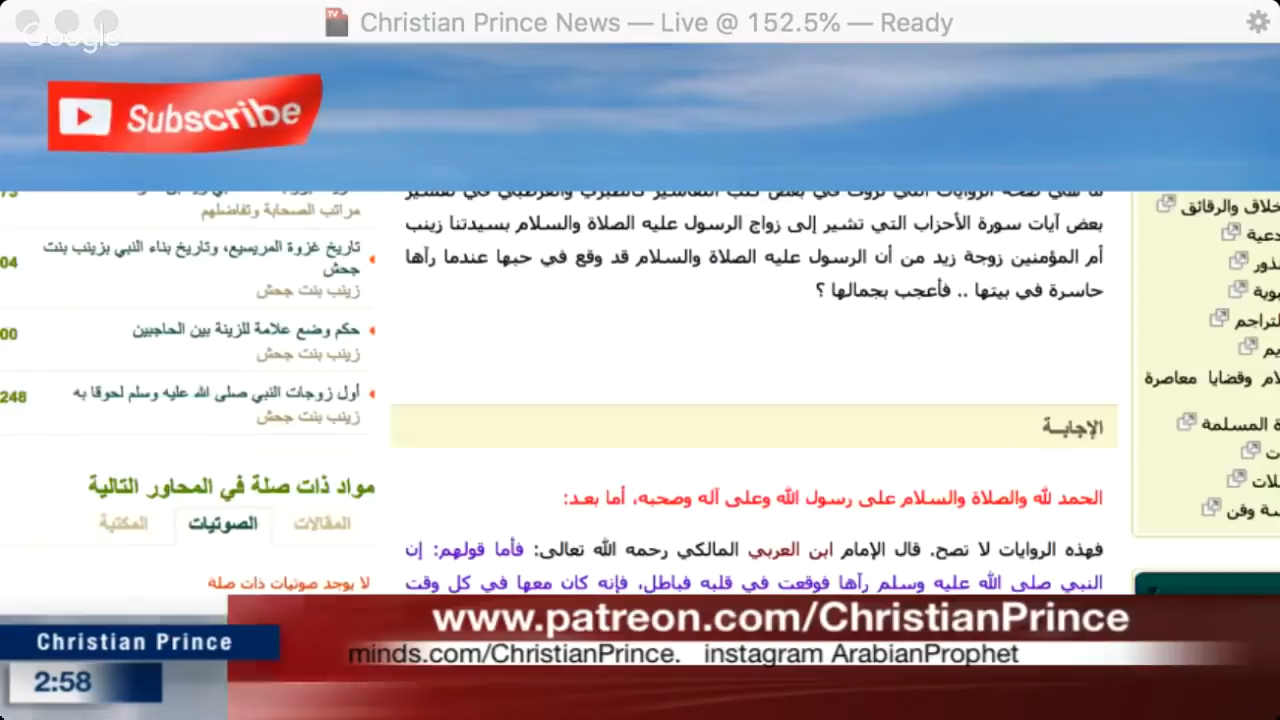 Christian Prince News — Live @ 152.5% — Ready
Google
Subscribe
بعض آيات سورة الأحزاب التي تشير إلى زواج الرسول عليه الصلاة والسلام بسيدتنا زينب
أم المؤمنين زوجة زيد من أن الرسول عليه الصلاة والسلام قد وقع في حبها عندما رآها
حاسرة في بيتها .. فأعجب بجمالها ؟
الإجابــة
الحمد لله والصلاة والسلام على رسول الله وعلى آله وصحبه، أما بعـد:
فهذه الروايات لا تصح. قال الإمام ابن العربي المالكي رحمه الله تعالى: فأما قولهم: إن
النبي صلى الله عليه وسلم رآها فوقعت في قلبه فباطل، فإنه كان معها في كل وقت
مراتب الصحابة وتفاضلهم
تاريخ غزوة المريسيع، وتاريخ بناء النبي بزينب بنت
جحش
04
زينب بنت جحش
حكم وضع علامة للزينة بين الحاجبين
00
زينب بنت جحش
أول زوجات النبي صلى الله عليه وسلم لحوقا به
248
زينب بنت جحش
مواد ذات صلة في المحاور التالية
المقالات
الصوتيات
المكتبة
لا يوجد صوتيات ذات صلة
والرقائق
وقضايا معاصرة
المسلمة
وفن
www.patreon.com/ChristianPrince
minds.com/ChristianPrince. instagram ArabianProphet
Christian Prince
2:58